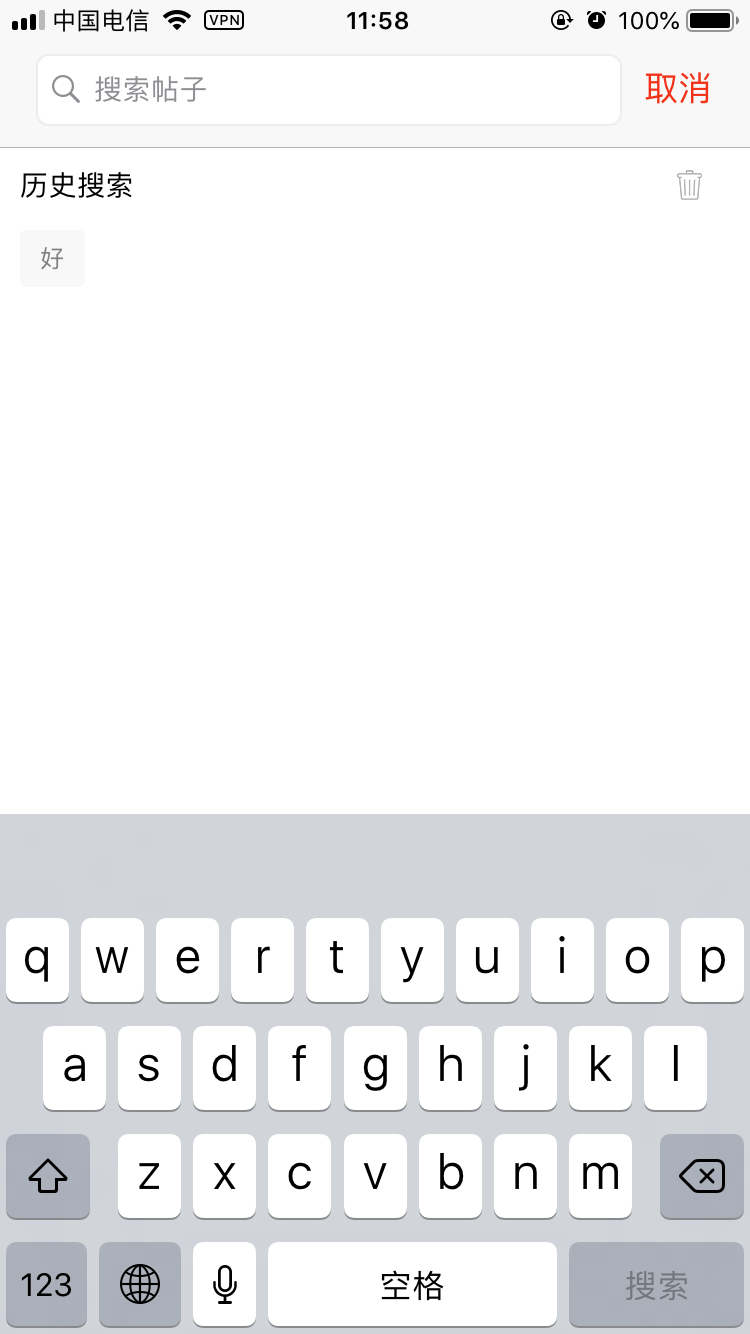 中国电信 VPN 11:58 100%
搜索帖子 取消
历史搜索
好
q w e r t y u i o p
a s d f g h j k l
z x c v b n m
123 空格 搜索